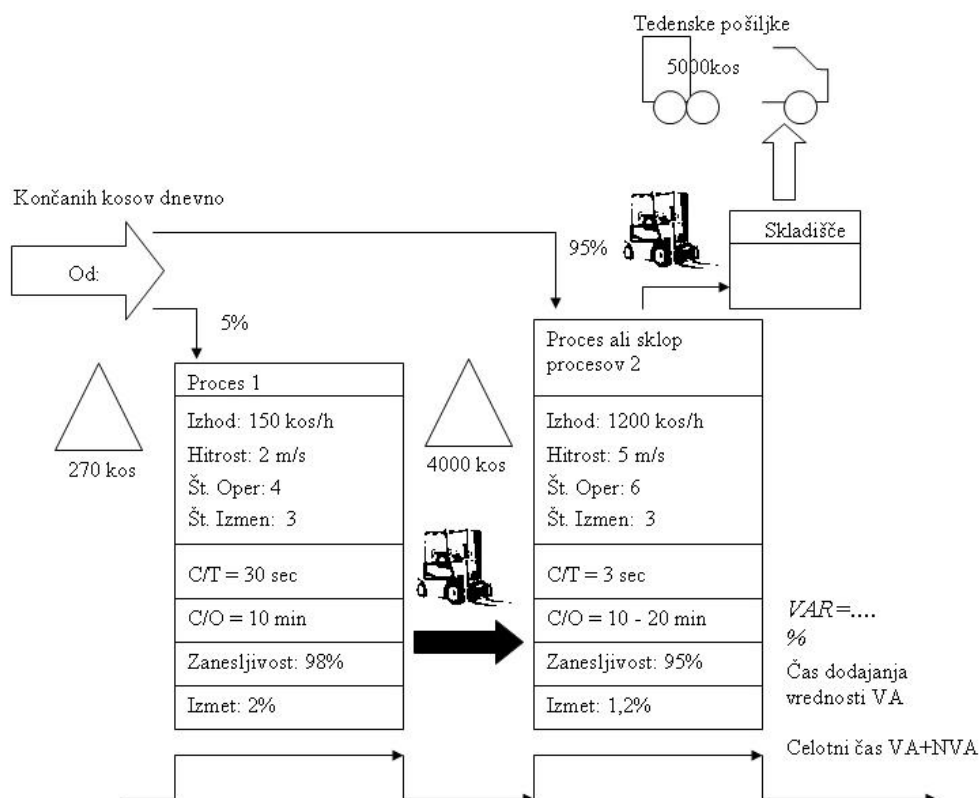 Tedenske pošiljke
5000kos
Končanih kosov dnevno
Od:
95%
Skladišče
5%
270 kos
Proces 1
Izhod: 150 kos/h
Hitrost: 2 m/s
Št. Oper: 4
Št. Izmen: 3
C/T = 30 sec
C/O = 10 min
Zanesljivost: 98%
Izmet: 2%
4000 kos
Proces ali sklop
procesov 2
Izhod: 1200 kos/h
Hitrost: 5 m/s
Št. Oper: 6
Št. Izmen: 3
C/T = 3 sec
C/O = 10 - 20 min
Zanesljivost: 95%
Izmet: 1,2%
VAR=....
%
Čas dodajanja
vrednosti VA
Celotni čas VA+NVA